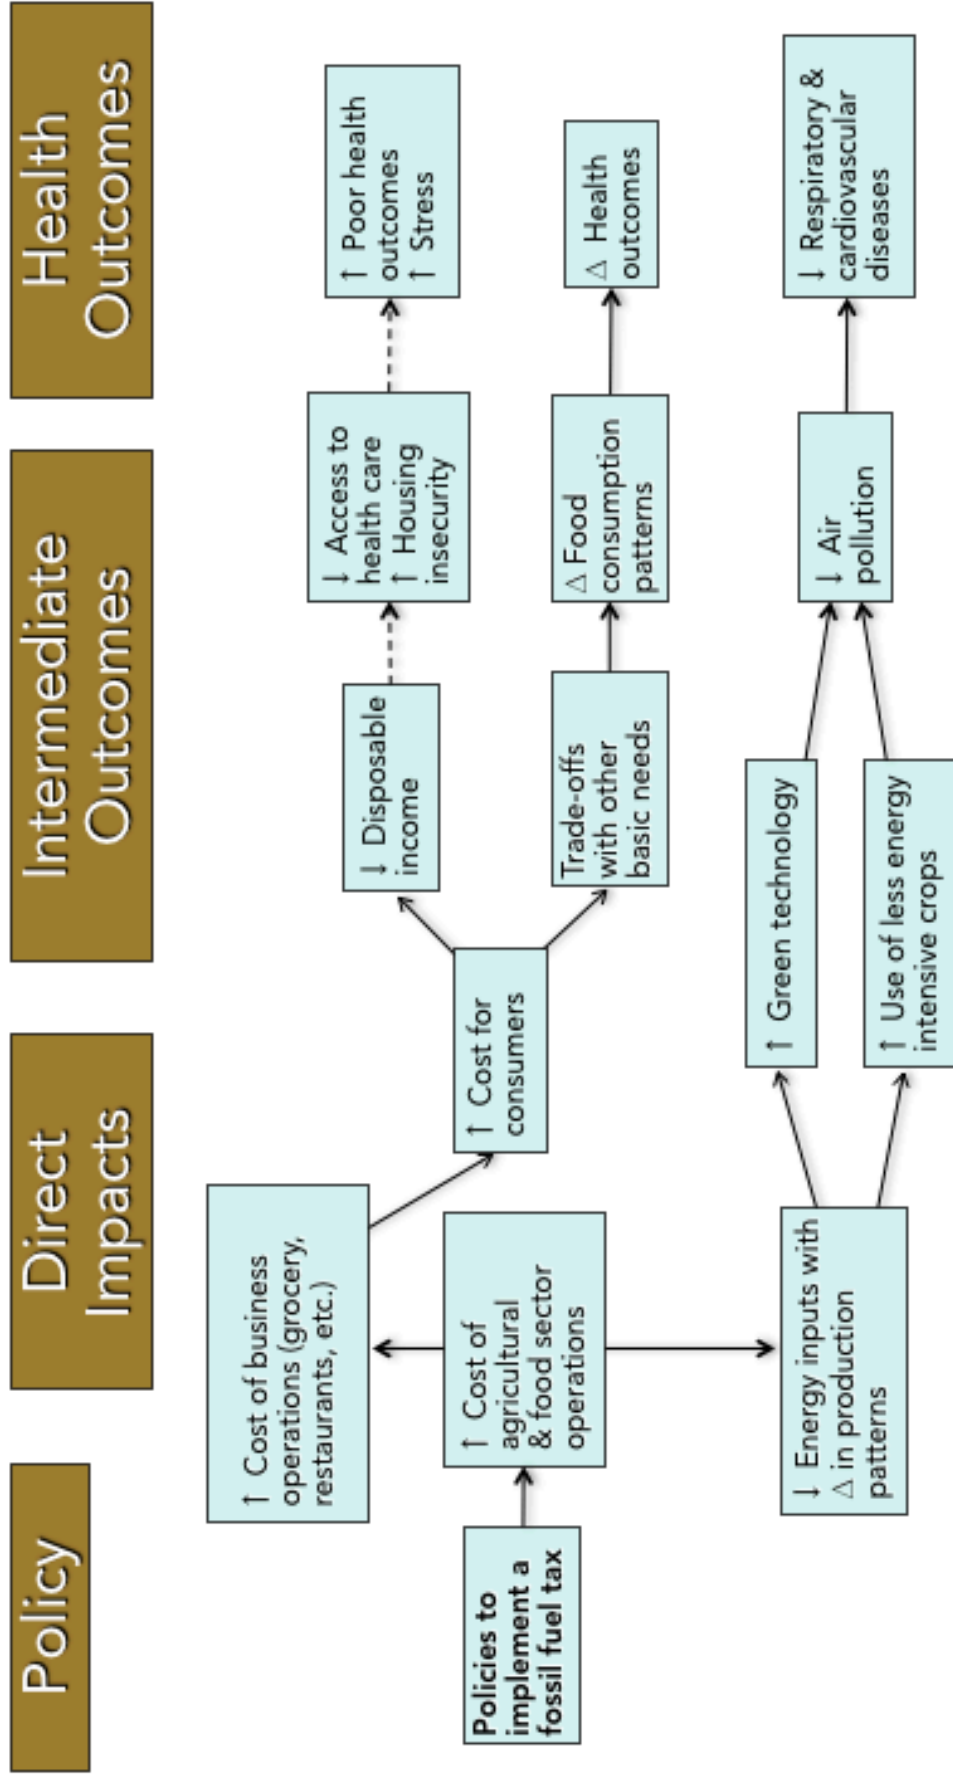 Policy
Direct
Impacts
Intermediate
Outcomes
Health
Outcomes
Policies to
implement a
fossil fuel tax
↑ Cost of business
operations (grocery,
restaurants, etc.)
↑ Cost of
agricultural
& food sector
operations
↓ Energy inputs with
△ in production
patterns
↑ Cost for
consumers
↓ Disposable
income
Trade-offs
with other
basic needs
↑ Green technology
↑ Use of less energy
intensive crops
↓ Access to
health care
↑ Housing
insecurity
△ Food
consumption
patterns
↓ Air
pollution
↑ Poor health
outcomes
↑ Stress
△ Health
outcomes
↓ Respiratory &
cardiovascular
diseases